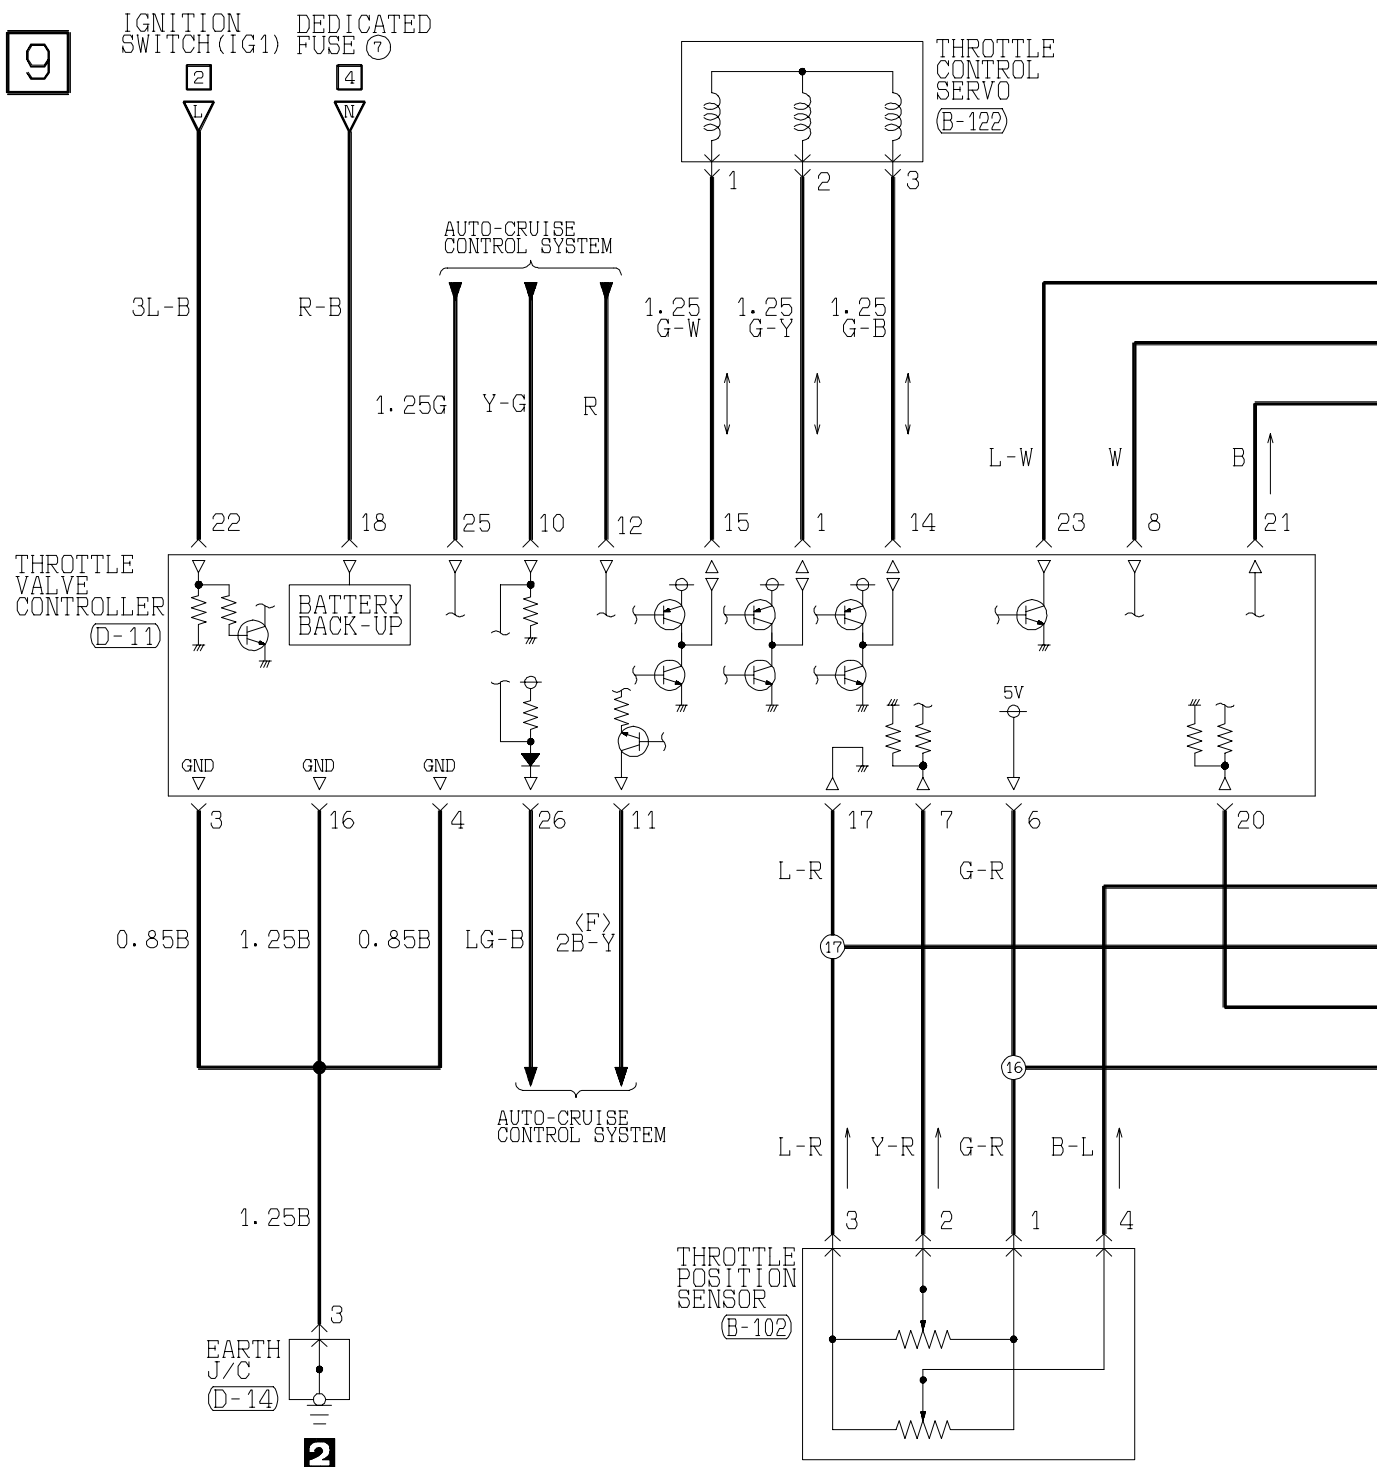 9
IGNITION
SWITCH(IG1)
2
L
DEDICATED
FUSE ⑦
4
N
THROTTLE
CONTROL
SERVO
(B-122)
1 2 3
AUTO-CRUISE
CONTROL SYSTEM
3L-B
R-B
1.25
G-W
1.25
G-Y
1.25
G-B
1.25G
Y-G
R
L-W
W
B
22 18 25 10 12 15 1 14 23 8 21
THROTTLE
VALVE
CONTROLLER
(D-11)
BATTERY
BACK-UP
5V
GND GND GND
3 16 4 26 11 17 7 6 20
L-R
G-R
0.85B
1.25B
0.85B
LG-B
<F>
2B-Y
17
16
AUTO-CRUISE
CONTROL SYSTEM
L-R
Y-R
G-R
B-L
1.25B
3 2 1 4
THROTTLE
POSITION
SENSOR
(B-102)
3
EARTH
J/C
(D-14)
2